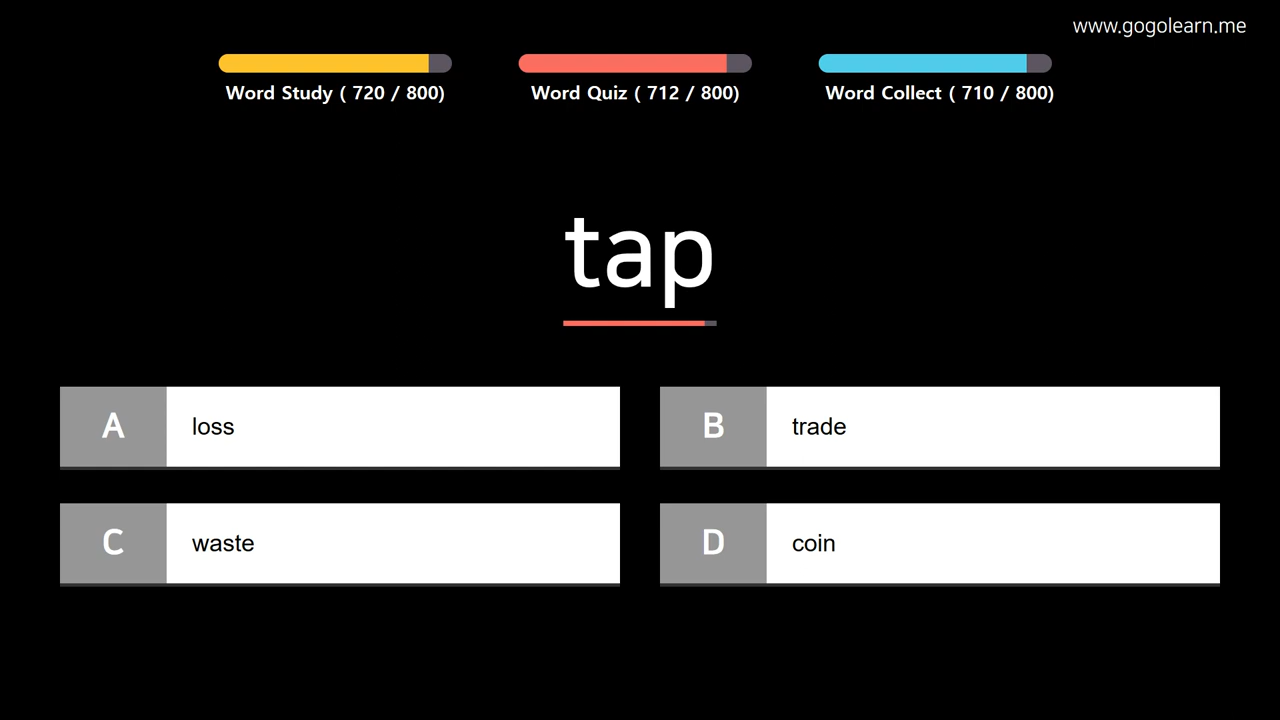 www.gogolearn.me
Word Study ( 720 / 800)
Word Quiz ( 712 / 800)
Word Collect ( 710 / 800)
tap
A loss
B trade
C waste
D coin